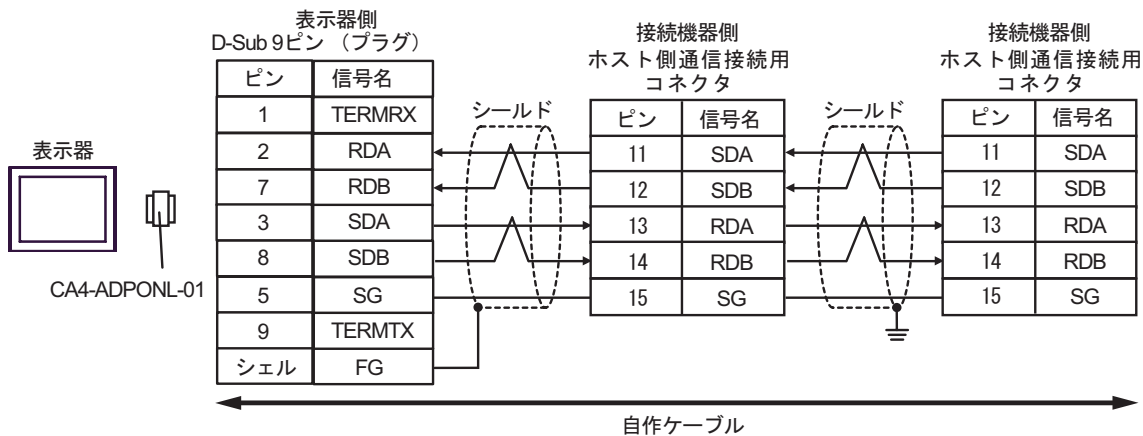 表示器側
D-Sub 9ピン （プラグ）
ピン 信号名
1 TERMRX
2 RDA
7 RDB
3 SDA
8 SDB
5 SG
9 TERMTX
シェル FG
表示器
CA4-ADPONL-01
シールド
接続機器側
ホスト側通信接続用
コネクタ
ピン 信号名
11 SDA
12 SDB
13 RDA
14 RDB
15 SG
シールド
接続機器側
ホスト側通信接続用
コネクタ
ピン 信号名
11 SDA
12 SDB
13 RDA
14 RDB
15 SG
自作ケーブル